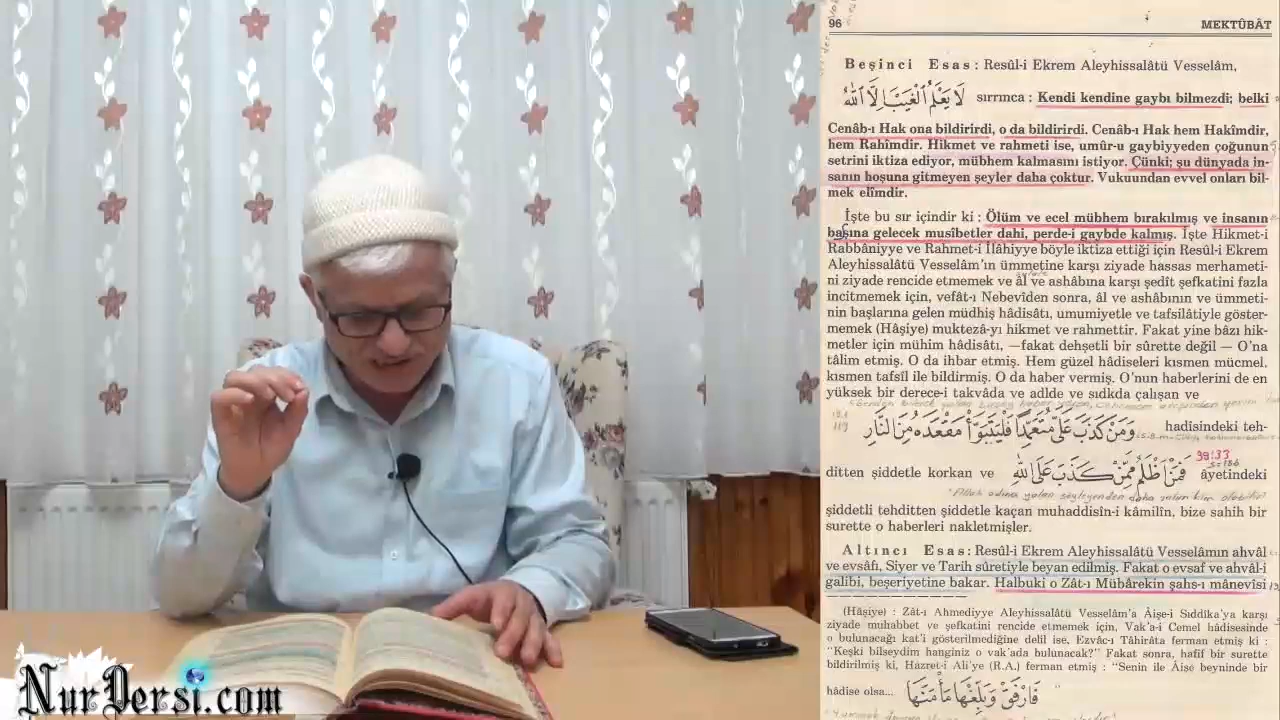 96 MEKTÛBÂT
Beşinci Esas: Resûl-i Ekrem Aleyhissalâtü Vesselâm,
لَا يَعْلَمُ الْغَيْبَ اِلَّا اللّٰهُ sırrınca : Kendi kendine gaybı bilmezdi; belki
Cenâb-ı Hak ona bildirirdi, o da bildirirdi. Cenâb-ı Hak hem Hakîmdir,
hem Rahîmdir. Hikmet ve rahmeti ise, umûr-u gaybiyyeden çoğunun
setrini iktiza ediyor, mübhem kalmasını istiyor. Çünki; şu dünyada in-
sanın hoşuna gitmeyen şeyler daha çoktur. Vukuundan evvel onları bil-
mek elîmdir.
İşte bu sır içindir ki : Ölüm ve ecel mübhem bırakılmış ve insanın
başına gelecek musîbetler dahi, perde-i gaybde kalmış. İşte Hikmet-i
Rabbâniyye ve Rahmet-i İlâhiyye böyle iktiza ettiği için Resûl-i Ekrem
Aleyhissalâtü Vesselâm'ın ümmetine karşı ziyade hassas merhameti-
ni ziyade rencide etmemek ve âl ve ashâbına karşı şedît şefkatini fazla
incitmemek için, vefât-ı Nebevîden sonra, âl ve ashâbının ve ümmeti-
nin başlarına gelen müdhiş hâdisâtı, umumiyetle ve tafsilâtiyle göster-
memek (Hâşiye) mukteza-yı hikmet ve rahmettir. Fakat yine bâzı hik-
metler için mühim hâdisâtı, —fakat dehşetli bir sûrette değil — O'na
tâlim etmiş. O da ihbar etmiş. Hem güzel hâdiseleri kısmen mücmel,
kısmen tafsîl ile bildirmiş. O da haber vermiş. O'nun haberlerini de en
yüksek bir derece-i takvâda ve adlde ve sıdkda çalışan ve
وَمَنْ كَذَبَ عَلَىَّ مُتَعَمِّدًا فَلْيَتَبَوَّأْ مَقْعَدَهُ مِنَ النَّارِ hadisindeki teh-
39:33
ditten şiddetle korkan ve فَمَنْ اَظْلَمُ مِمَّنْ كَذَبَ عَلَى اللّٰهِ âyetindeki
şiddetli tehditten şiddetle kaçan muhaddisîn-i kâmilîn, bize sahih bir
surette o haberleri nakletmişler.
Altıncı Esas: Resûl-i Ekrem Aleyhissalâtü Vesselâmın ahvâl
ve evsâfı, Siyer ve Tarih sûretiyle beyan edilmiş. Fakat o evsaf ve ahvâl-i
galibi, beşeriyetine bakar. Halbuki o Zât-ı Mübârekin şahs-ı mânevîsi
(Hâşiye) : Zât-ı Ahmediyye Aleyhissalâtü Vesselâm'a Âişe-i Sıddîka'ya karşı
ziyade muhabbet ve şefkatini rencide etmemek için, Vak'a-i Cemel hâdisesinde
o bulunacağı kat'î gösterilmediğine delil ise, Ezvâc-ı Tâhirâta ferman etmiş ki :
"Keşki bilseydim hanginiz o vak'ada bulunacak?" Fakat sonra, hafîf bir surette
bildirilmiş ki, Hazret-i Ali'ye (R.A.) ferman etmiş : "Senin ile Âişe beyninde bir
hâdise olsa... فَارْفُقْ وَبَلِّغْهَا مَأْمَنَهَا "
NurDersi.com